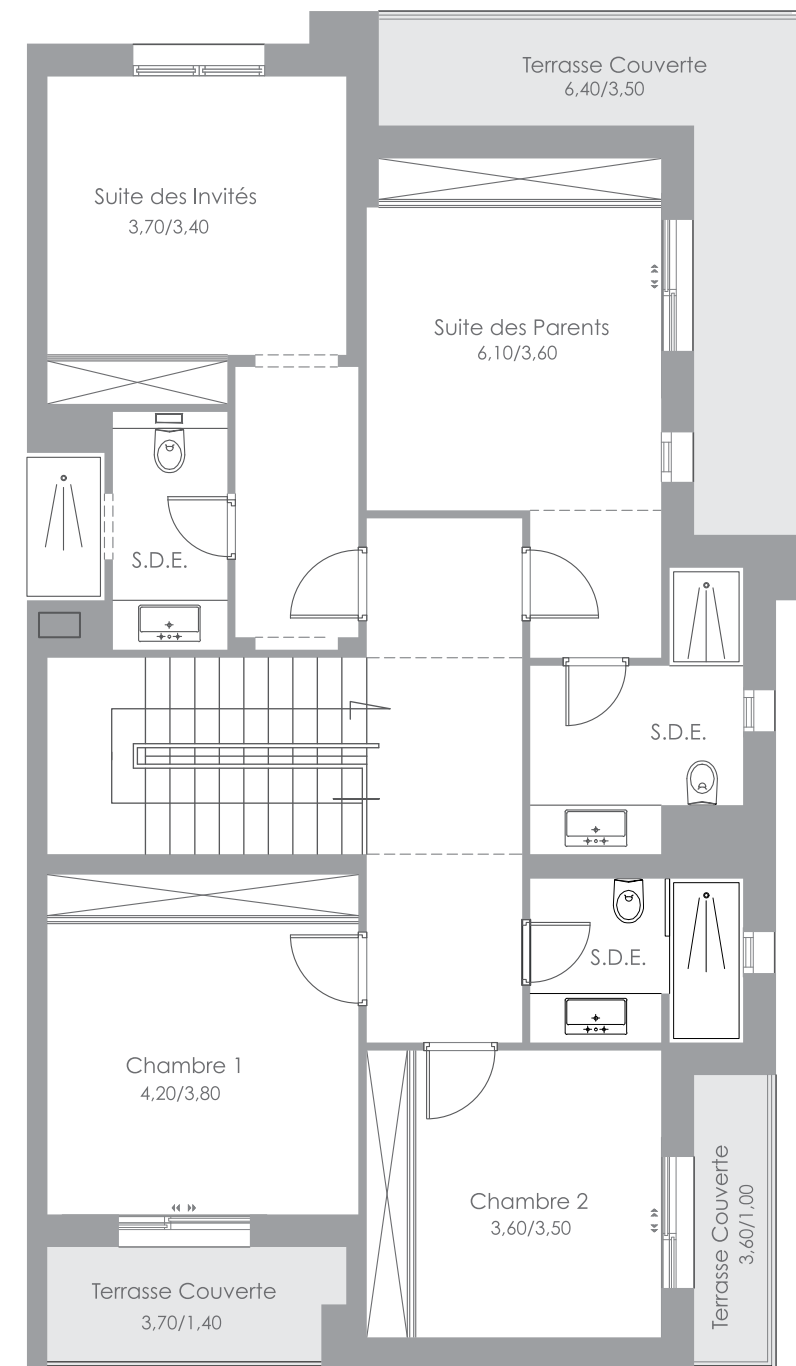 Terrasse Couverte
6,40/3,50
Suite des Invités
3,70/3,40
Suite des Parents
6,10/3,60
S.D.E.
S.D.E.
S.D.E.
Chambre 1
4,20/3,80
Chambre 2
3,60/3,50
Terrasse Couverte
3,60/1,00
Terrasse Couverte
3,70/1,40